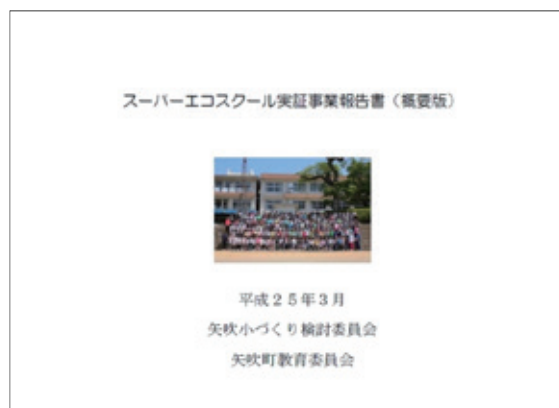 スーパーエコスクール実証事業報告書（概要版）
平成２５年３月
矢吹小づくり検討委員会
矢吹町教育委員会